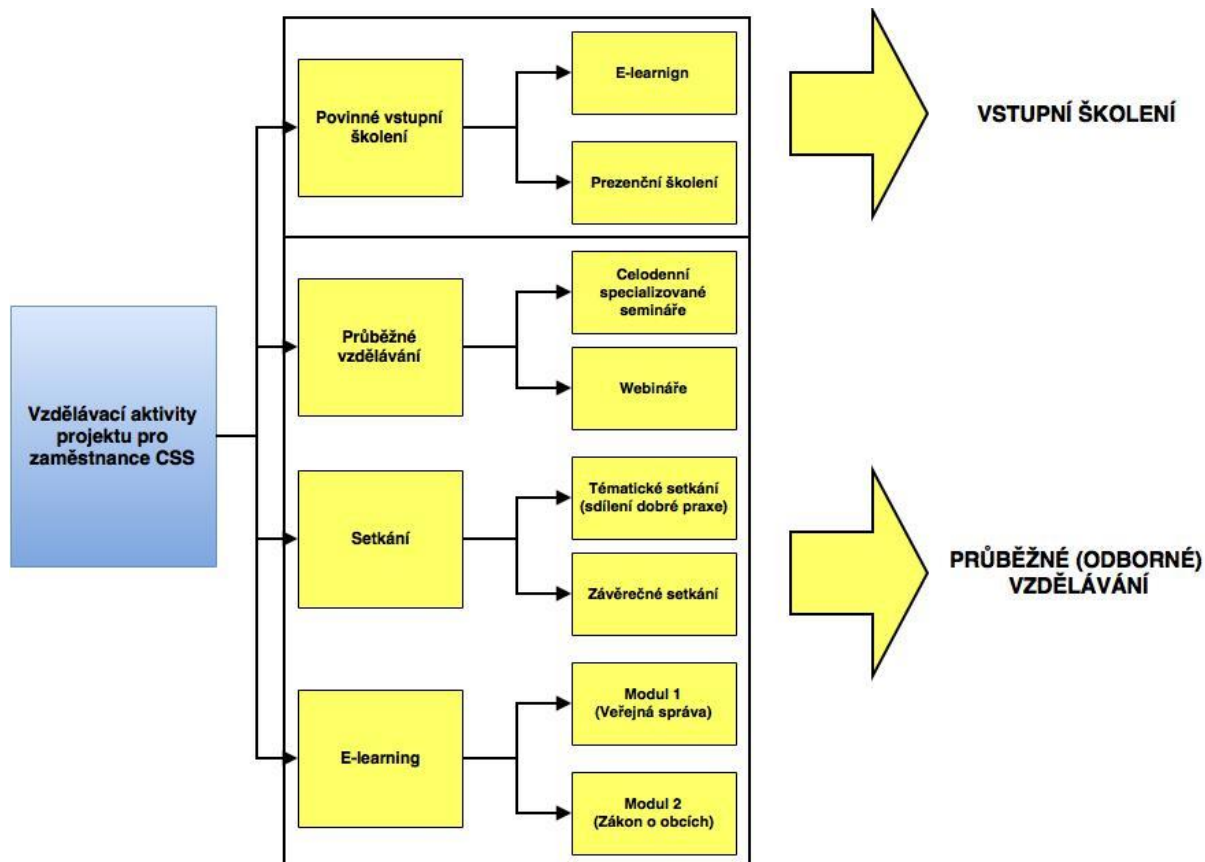 Vzdělávací aktivity
projektu pro
zaměstnance CSS
Povinné vstupní
školení
E-learnign
Prezenční školení
VSTUPNÍ ŠKOLENÍ
Průběžné
vzdělávání
Celodenní
specializované
semináře
Webináře
Setkání
Tématické setkání
(sdílení dobré praxe)
Závěrečné setkání
E-learning
Modul 1
(Veřejná správa)
Modul 2
(Zákon o obcích)
PRŮBĚŽNÉ (ODBORNÉ)
VZDĚLÁVÁNÍ